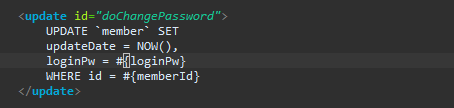 <update id="doChangePassword">
UPDATE `member` SET
updateDate = NOW(),
loginPw = #{loginPw}
WHERE id = #{memberId}
</update>